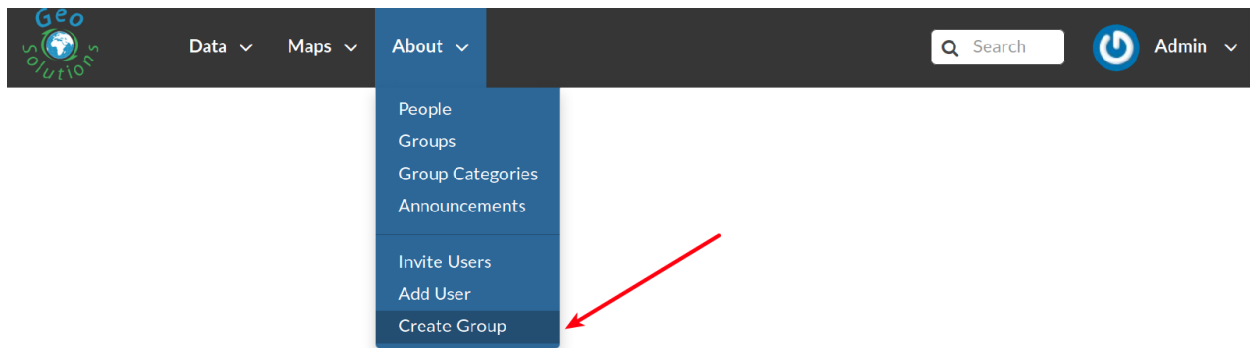 Geo
Solutions
Data
Maps
About
Search
Admin
People
Groups
Group Categories
Announcements
Invite Users
Add User
Create Group